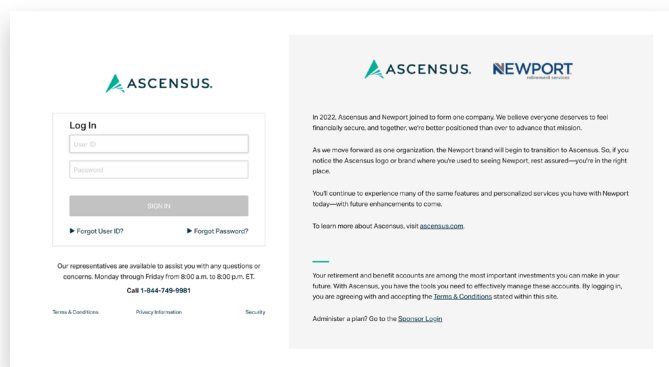 ASCENSUS.
Log In
User ID
Password
SIGN IN
▶ Forgot User ID? ▶ Forgot Password?
Our representatives are available to assist you with any questions or
concerns. Monday through Friday from 8:00 a.m. to 8:00 p.m. ET.
Call 1-844-749-9981
Terms & Conditions Privacy Information Security
ASCENSUS. NEWPORT
retirement services
In 2022, Ascensus and Newport joined to form one company. We believe everyone deserves to feel
financially secure, and together, we're better positioned than ever to advance that mission.
As we move forward as one organization, the Newport brand will begin to transition to Ascensus. So, if you
notice the Ascensus logo or brand where you're used to seeing Newport, rest assured—you're in the right
place.
You'll continue to experience many of the same features and personalized services you have with Newport
today—with future enhancements to come.
To learn more about Ascensus, visit ascensus.com.
Your retirement and benefit accounts are among the most important investments you can make in your
future. With Ascensus, you have the tools you need to effectively manage these accounts. By logging in,
you are agreeing with and accepting the Terms & Conditions stated within this site.
Administer a plan? Go to the Sponsor Login